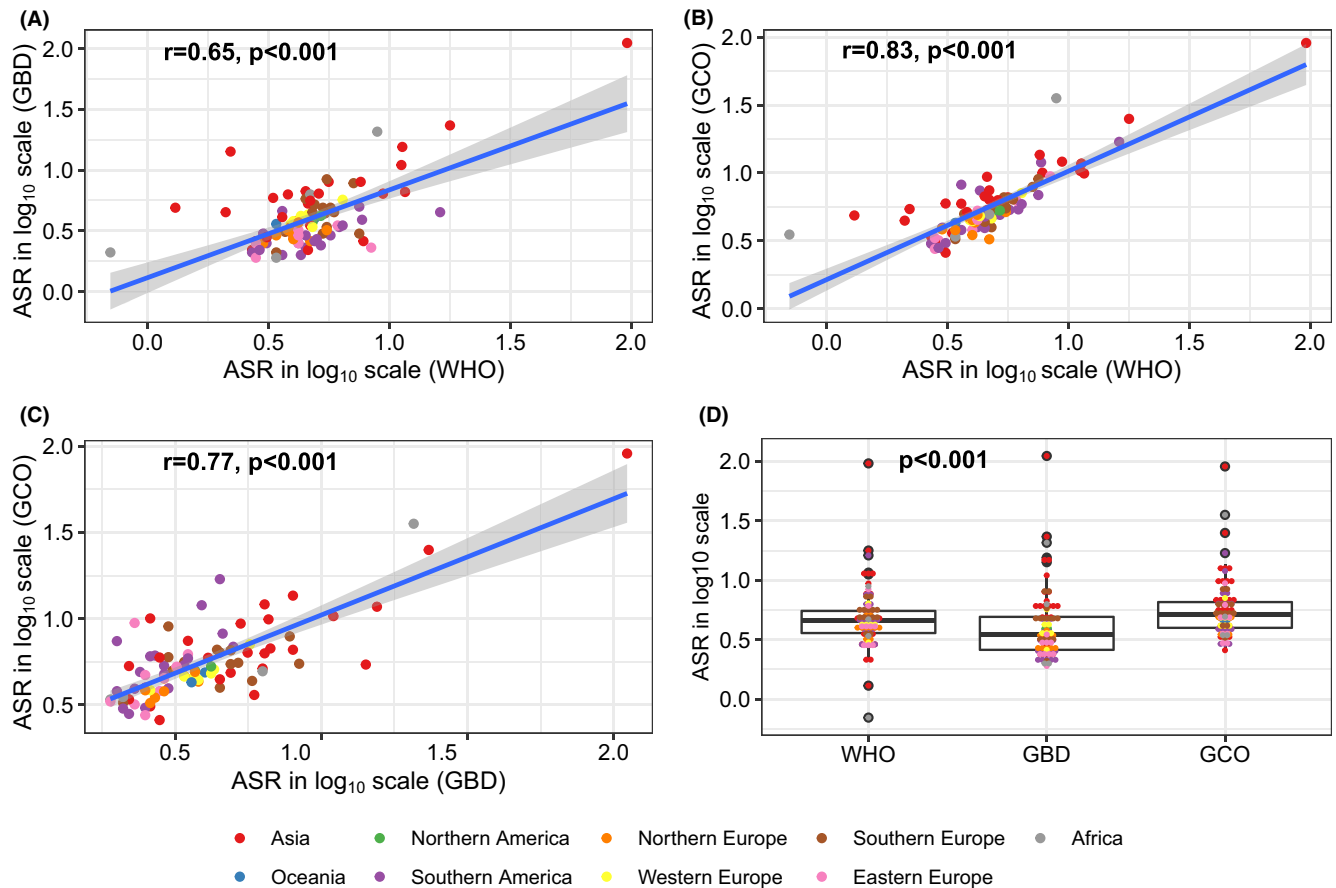 (A)
r=0.65, p<0.001
ASR in log10 scale (GBD)
2.0
1.5
1.0
0.5
0.0
0.0 0.5 1.0 1.5 2.0
ASR in log10 scale (WHO)
(B)
r=0.83, p<0.001
ASR in log10 scale (GCO)
2.0
1.5
1.0
0.5
0.0
0.0 0.5 1.0 1.5 2.0
ASR in log10 scale (WHO)
(C)
r=0.77, p<0.001
ASR in log10 scale (GCO)
2.0
1.5
1.0
0.5
0.5 1.0 1.5 2.0
ASR in log10 scale (GBD)
(D)
p<0.001
ASR in log10 scale
2.0
1.5
1.0
0.5
0.0
WHO GBD GCO
Asia Northern America Northern Europe Southern Europe Africa
Oceania Southern America Western Europe Eastern Europe